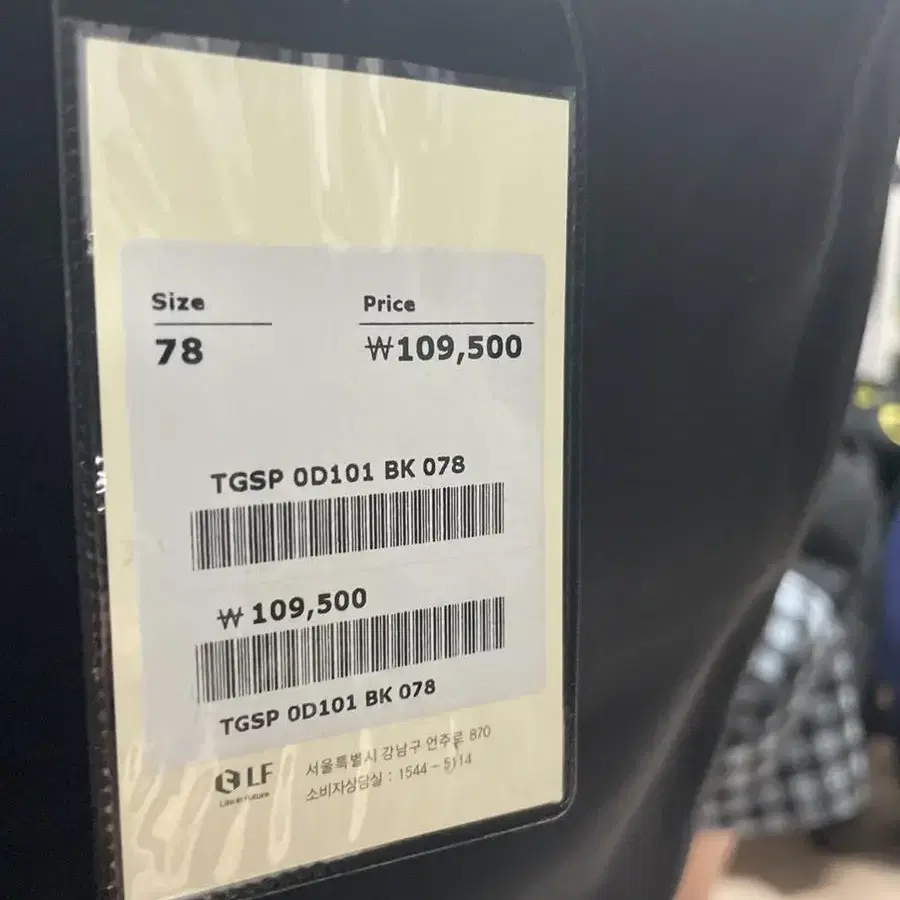 Size
Price
78
₩109,500
TGSP 0D101 BK 078
₩ 109,500
TGSP 0D101 BK 078
LF
Life in Future
서울특별시 강남구 언주로 870
소비자상담실 : 1544 - 5114